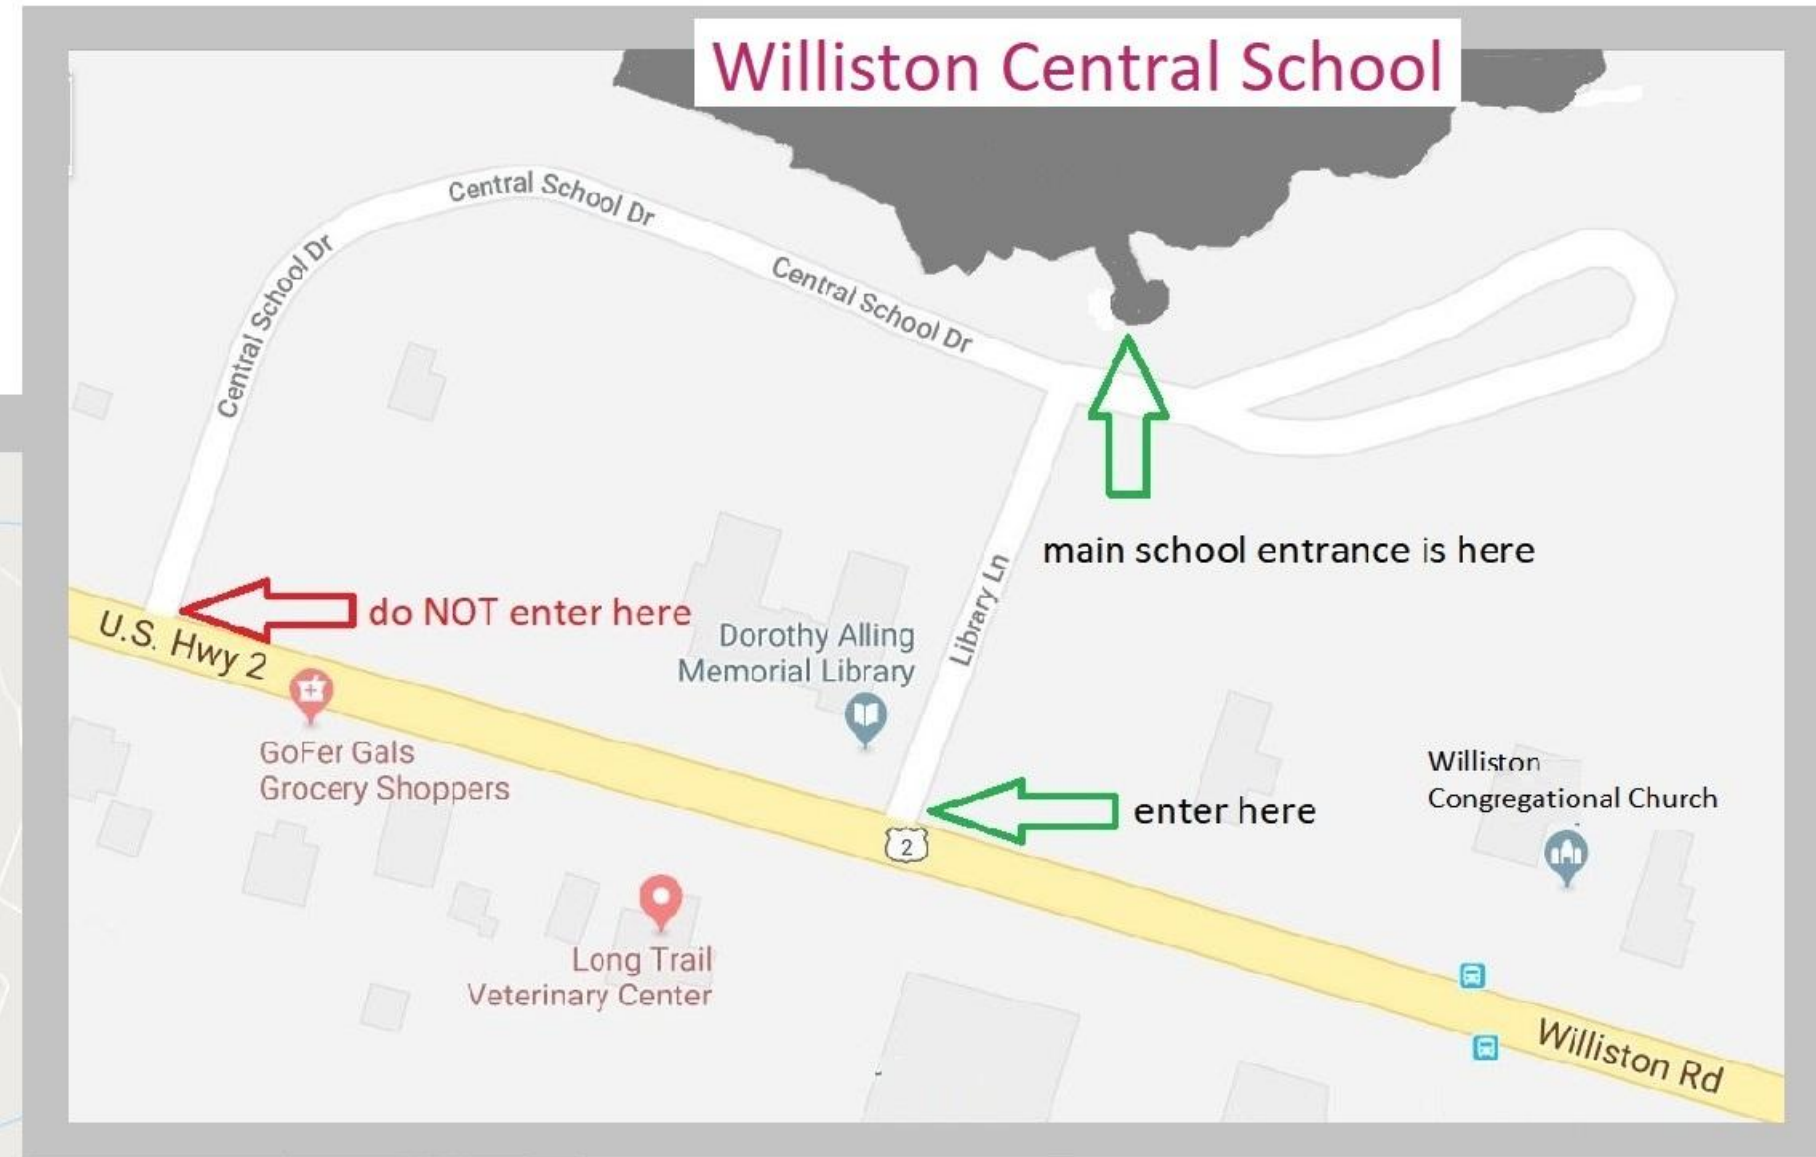 Williston Central School
Central School Dr
Central School Dr
Central School Dr
main school entrance is here
Library Ln
do NOT enter here
U.S. Hwy 2
Dorothy Alling
Memorial Library
GoFer Gals
Grocery Shoppers
enter here
2
Williston
Congregational Church
Long Trail
Veterinary Center
Williston Rd